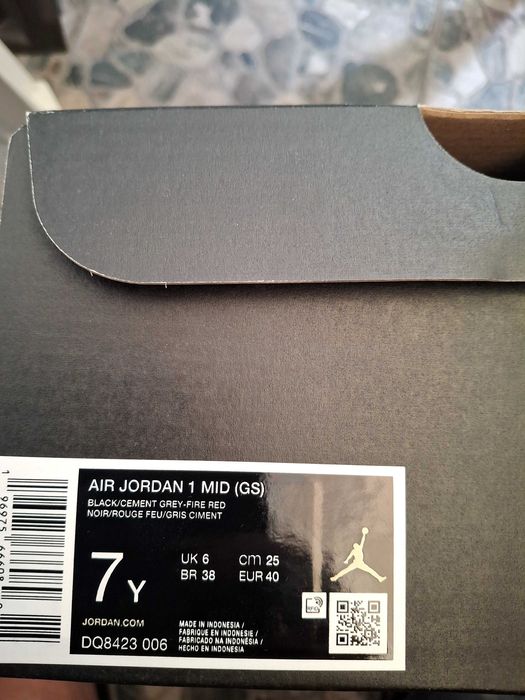 AIR JORDAN 1 MID (GS)
BLACK/CEMENT GREY-FIRE RED
NOIR/ROUGE FEU/GRIS CIMENT
7Y
UK 6 cm 25
BR 38 EUR 40
RFID
JORDAN.COM
DQ8423 006
MADE IN INDONESIA/
FABRIQUÉ EN INDONESIE/
FABRICADO NA INDONÉSIA/
HECHO EN INDONESIA